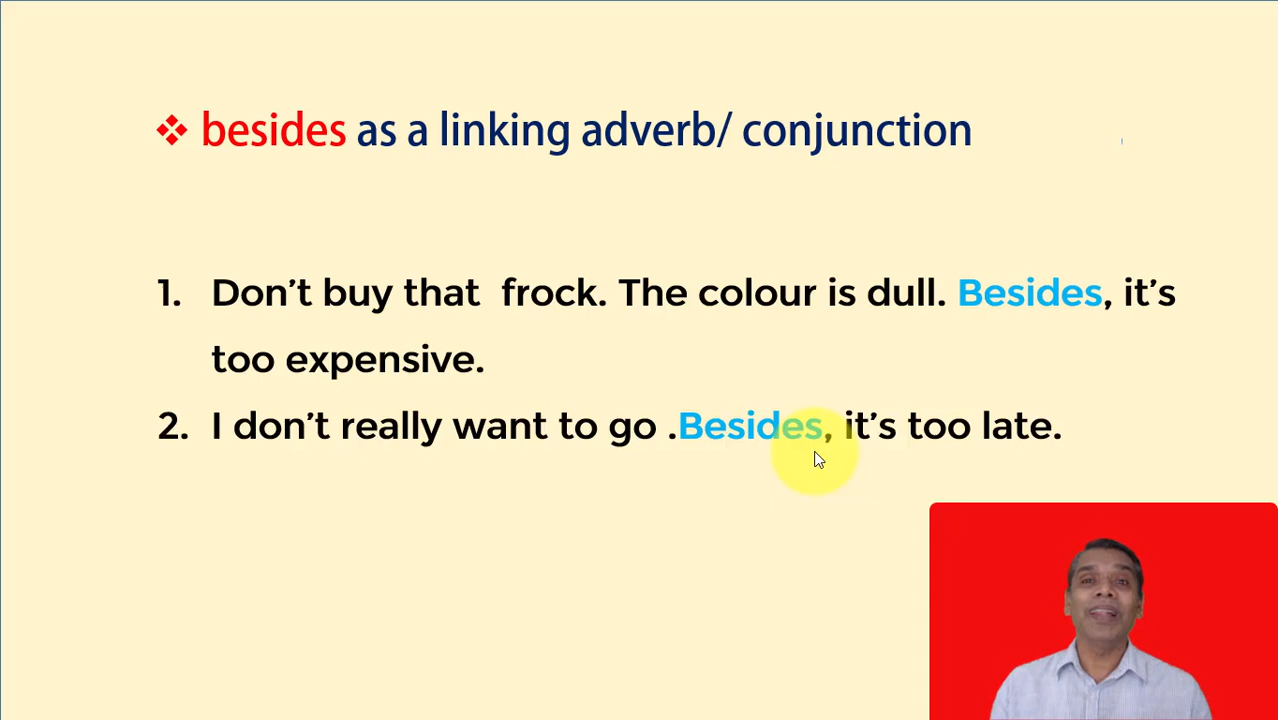 ❖ besides as a linking adverb/ conjunction
1. Don't buy that frock. The colour is dull. Besides, it's
too expensive.
2. I don't really want to go .Besides, it's too late.